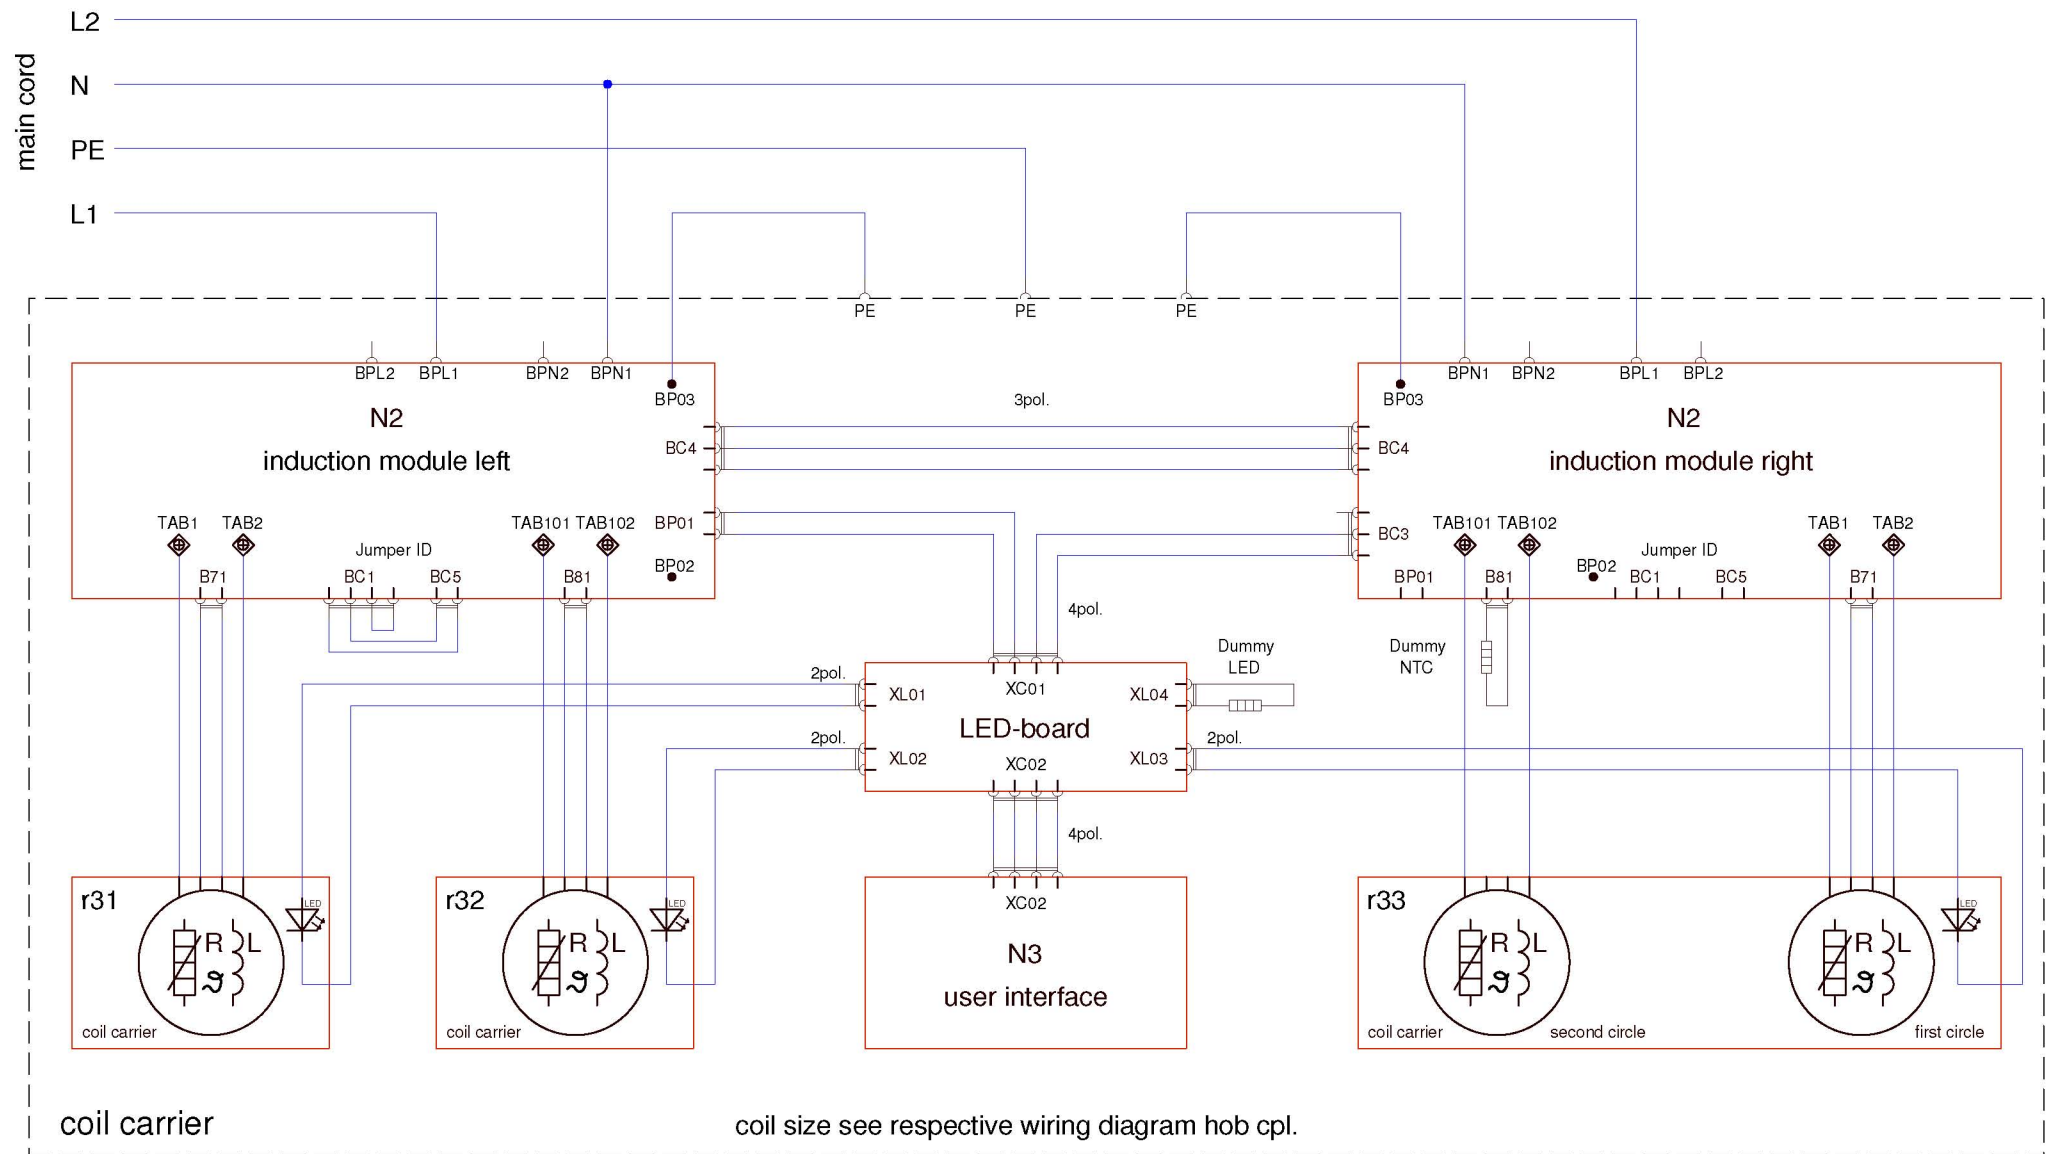 L2
main cord
N
PE
L1
PE
PE
PE
BPL2
BPL1
BPN2
BPN1
BPN1
BPN2
BPL1
BPL2
BP03
3pol.
BP03
N2
N2
BC4
BC4
induction module left
induction module right
TAB1
TAB2
TAB101
TAB102
BP01
TAB101
TAB102
BC3
TAB1
TAB2
Jumper ID
Jumper ID
BP02
BP02
B71
BC1
BC5
B81
BP01
B81
BC1
BC5
B71
4pol.
Dummy
LED
Dummy
NTC
2pol.
XL01
XC01
XL04
LED-board
2pol.
2pol.
XL02
XC02
XL03
4pol.
r31
LED
r32
LED
XC02
r33
LED
R
L
R
L
N3
R
L
R
L
ϑ
ϑ
ϑ
ϑ
user interface
coil carrier
coil carrier
coil carrier
second circle
first circle
coil carrier
coil size see respective wiring diagram hob cpl.